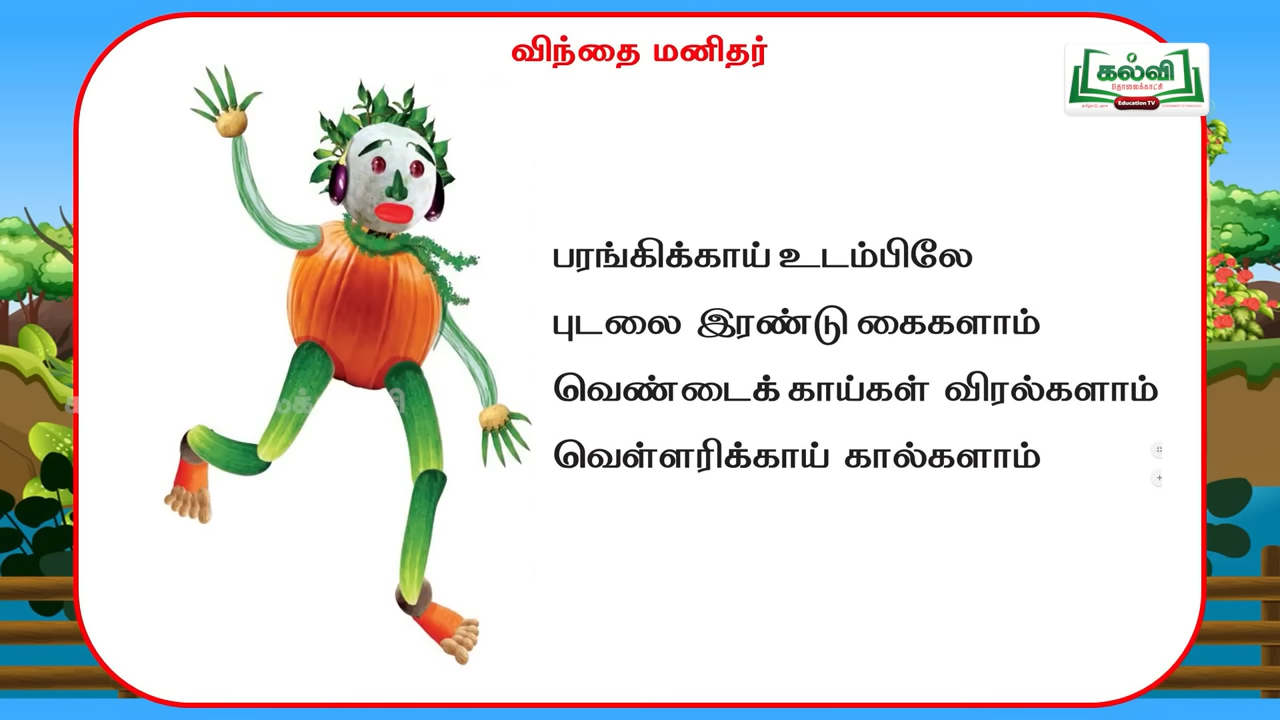 விந்தை மனிதர்
கல்வி
தொலைக்காட்சி
Education TV
பரங்கிக்காய் உடம்பிலே
புடலை இரண்டு கைகளாம்
வெண்டைக் காய்கள் விரல்களாம்
வெள்ளரிக்காய் கால்களாம்